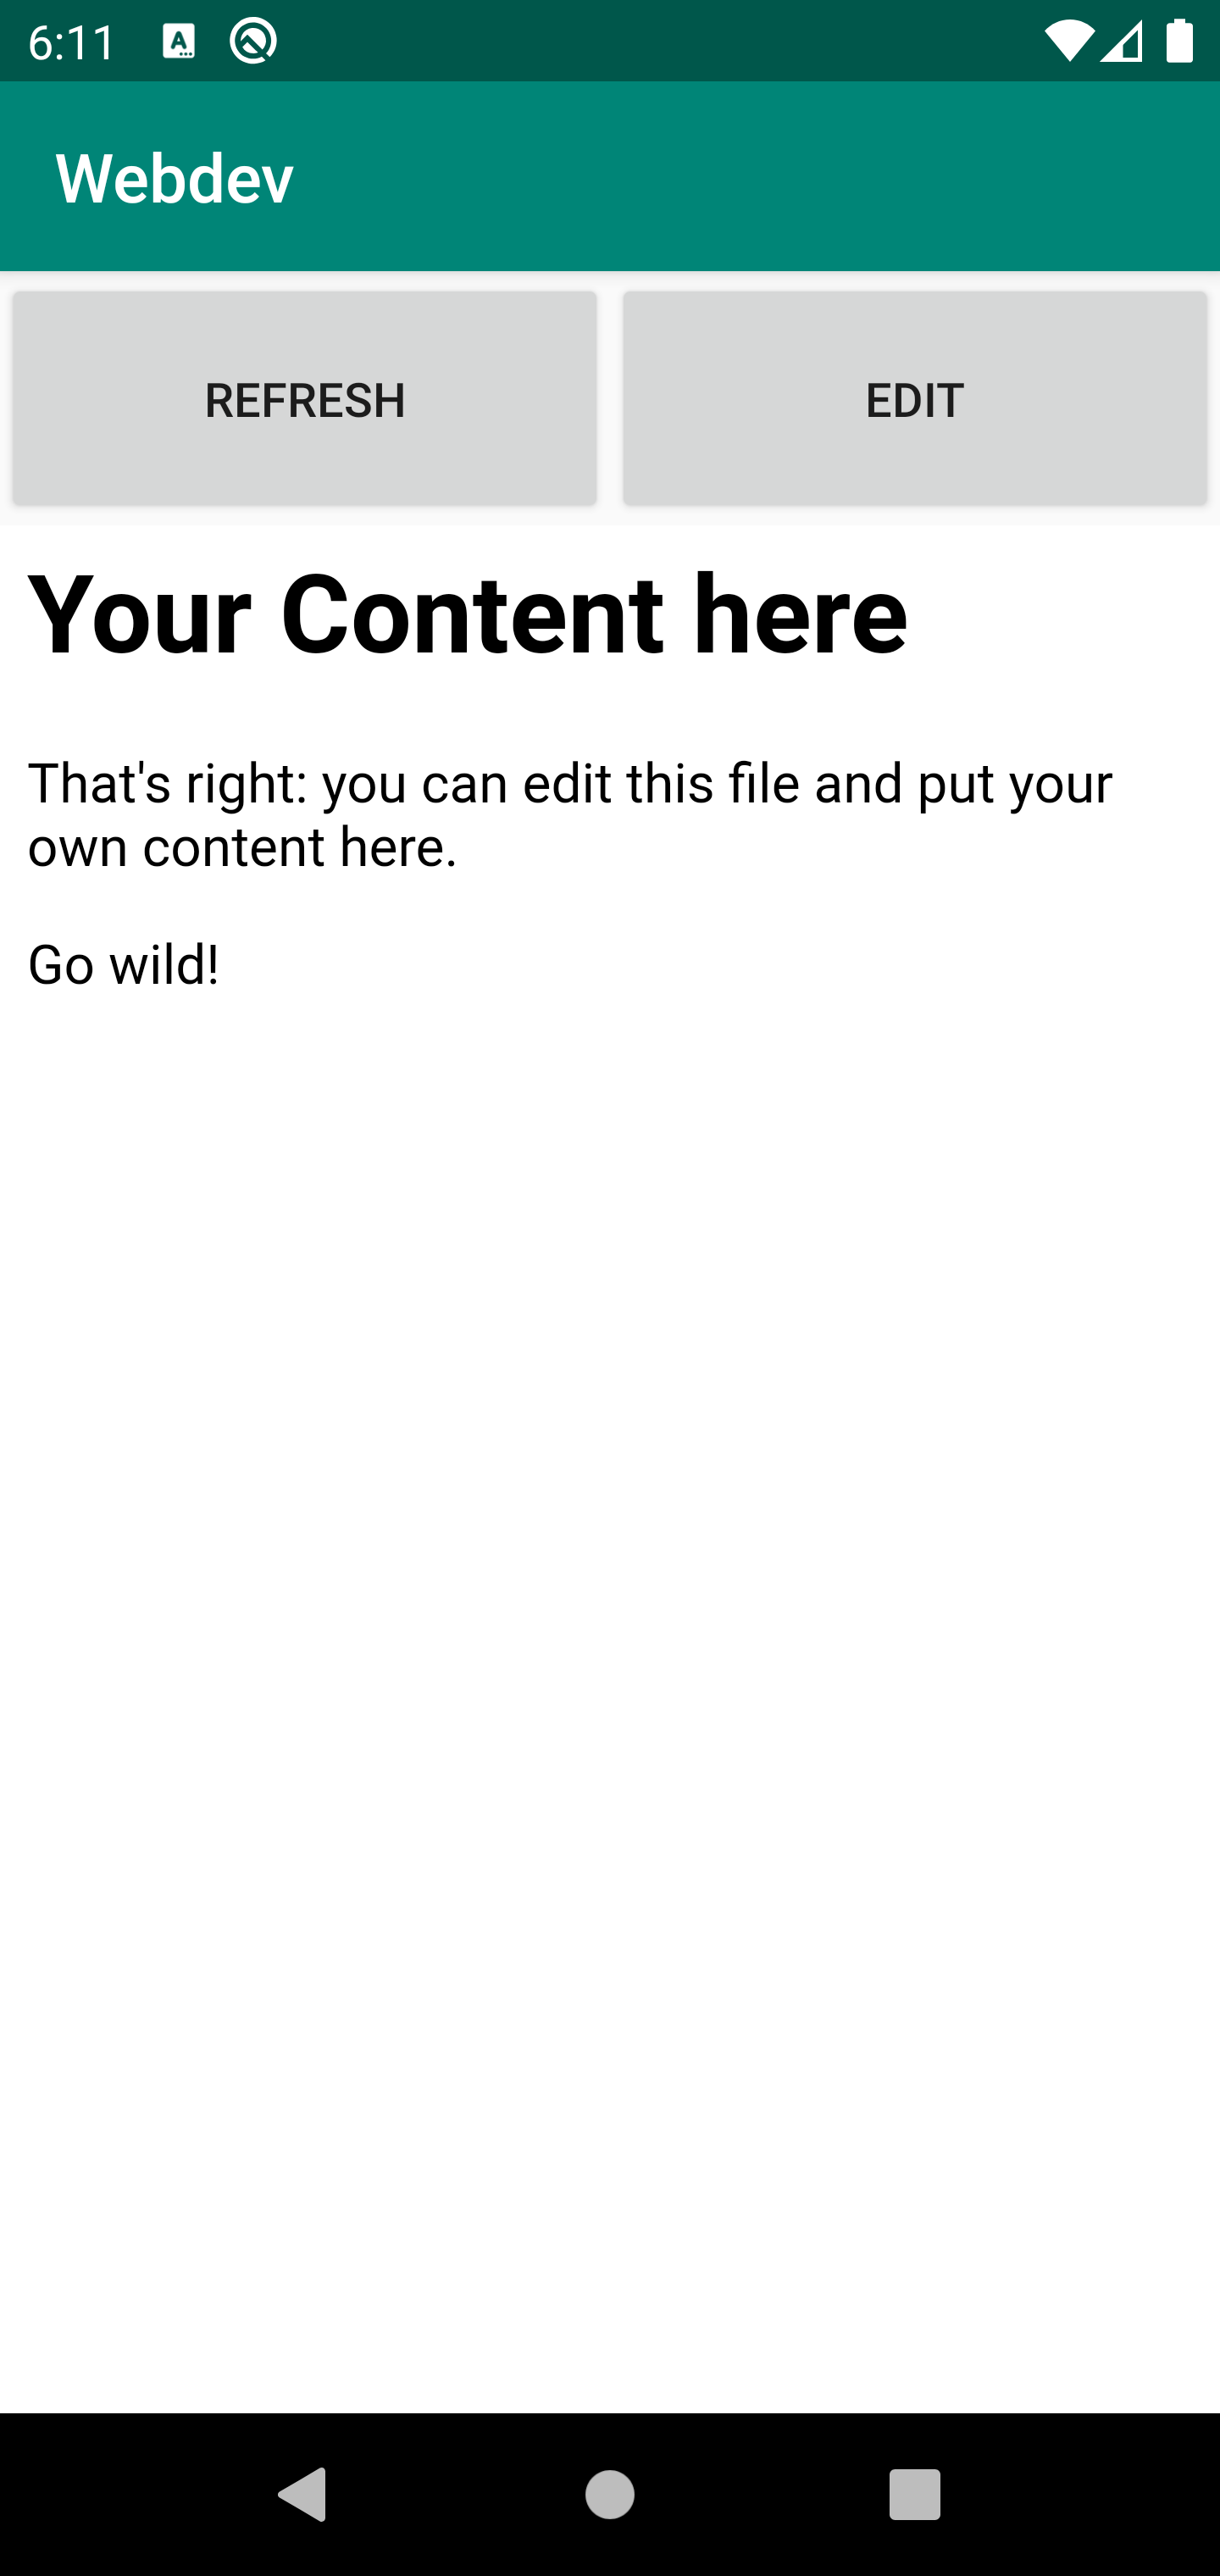 6:11
Webdev
REFRESH EDIT
Your Content here
That's right: you can edit this file and put your
own content here.
Go wild!